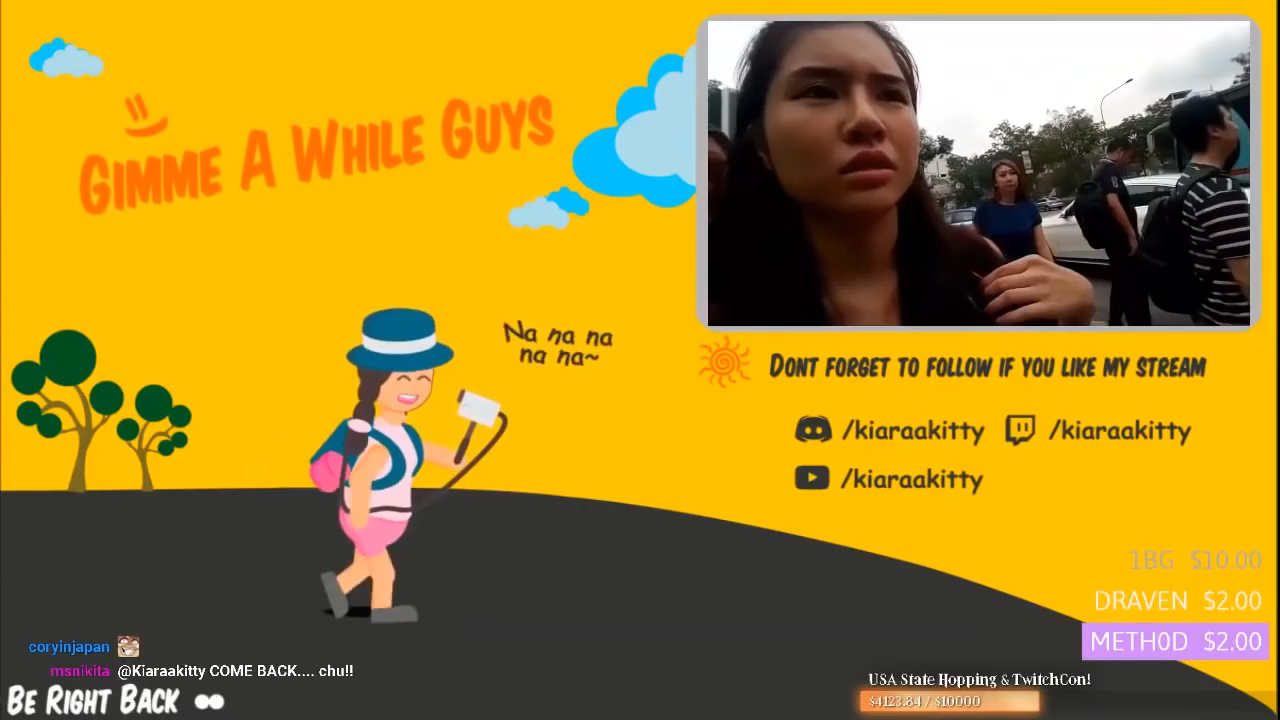 Gimme A While Guys
Na na na
na na~
Dont forget to follow if you like my stream
/kiaraakitty
/kiaraakitty
/kiaraakitty
1BG $10.00
DRAVEN $2.00
METH0D $2.00
coryinjapan
msnikita @Kiaraakitty COME BACK.... chu!!
Be Right Back
USA State Hopping & TwitchCon!
$4123.84 / $10000